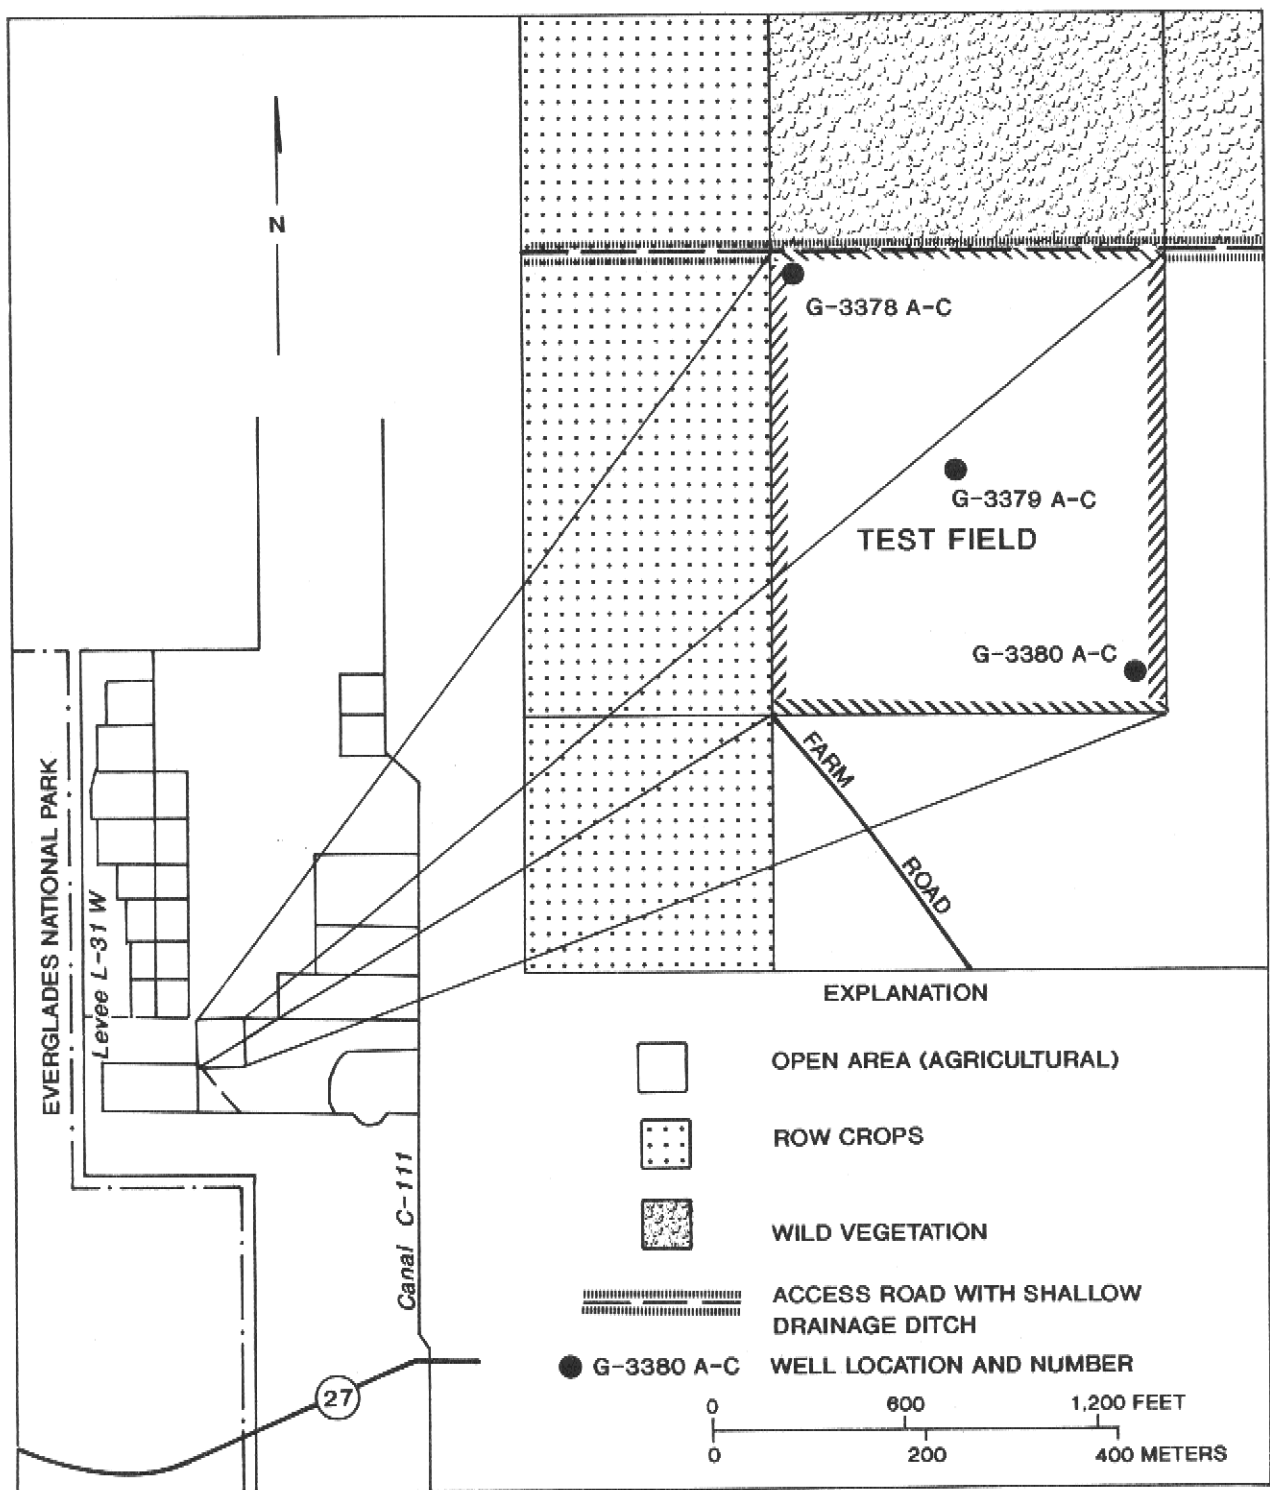 N
G-3378 A-C
G-3379 A-C
TEST FIELD
G-3380 A-C
FARM
ROAD
EVERGLADES NATIONAL PARK
Levee L-31 W
Canal C-111
27
EXPLANATION
OPEN AREA (AGRICULTURAL)
ROW CROPS
WILD VEGETATION
ACCESS ROAD WITH SHALLOW
DRAINAGE DITCH
G-3380 A-C WELL LOCATION AND NUMBER
0 600 1,200 FEET
0 200 400 METERS